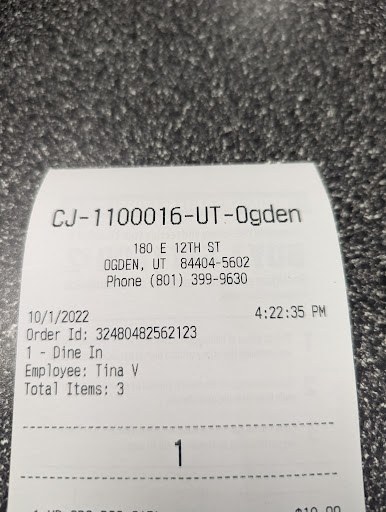 CJ-1100016-UT-Ogden
180 E 12TH ST
OGDEN, UT 84404-5602
Phone (801) 399-9630
10/1/2022 4:22:35 PM
Order Id: 32480482562123
1 - Dine In
Employee: Tina V
Total Items: 3
1